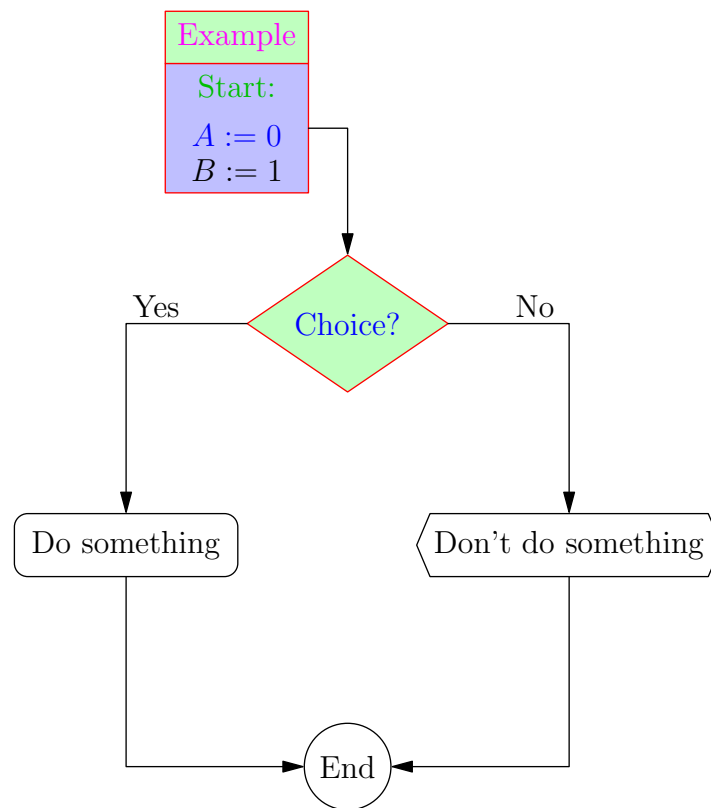 Example
Start:
A := 0
B := 1
Yes
No
Choice?
Do something
Don't do something
End